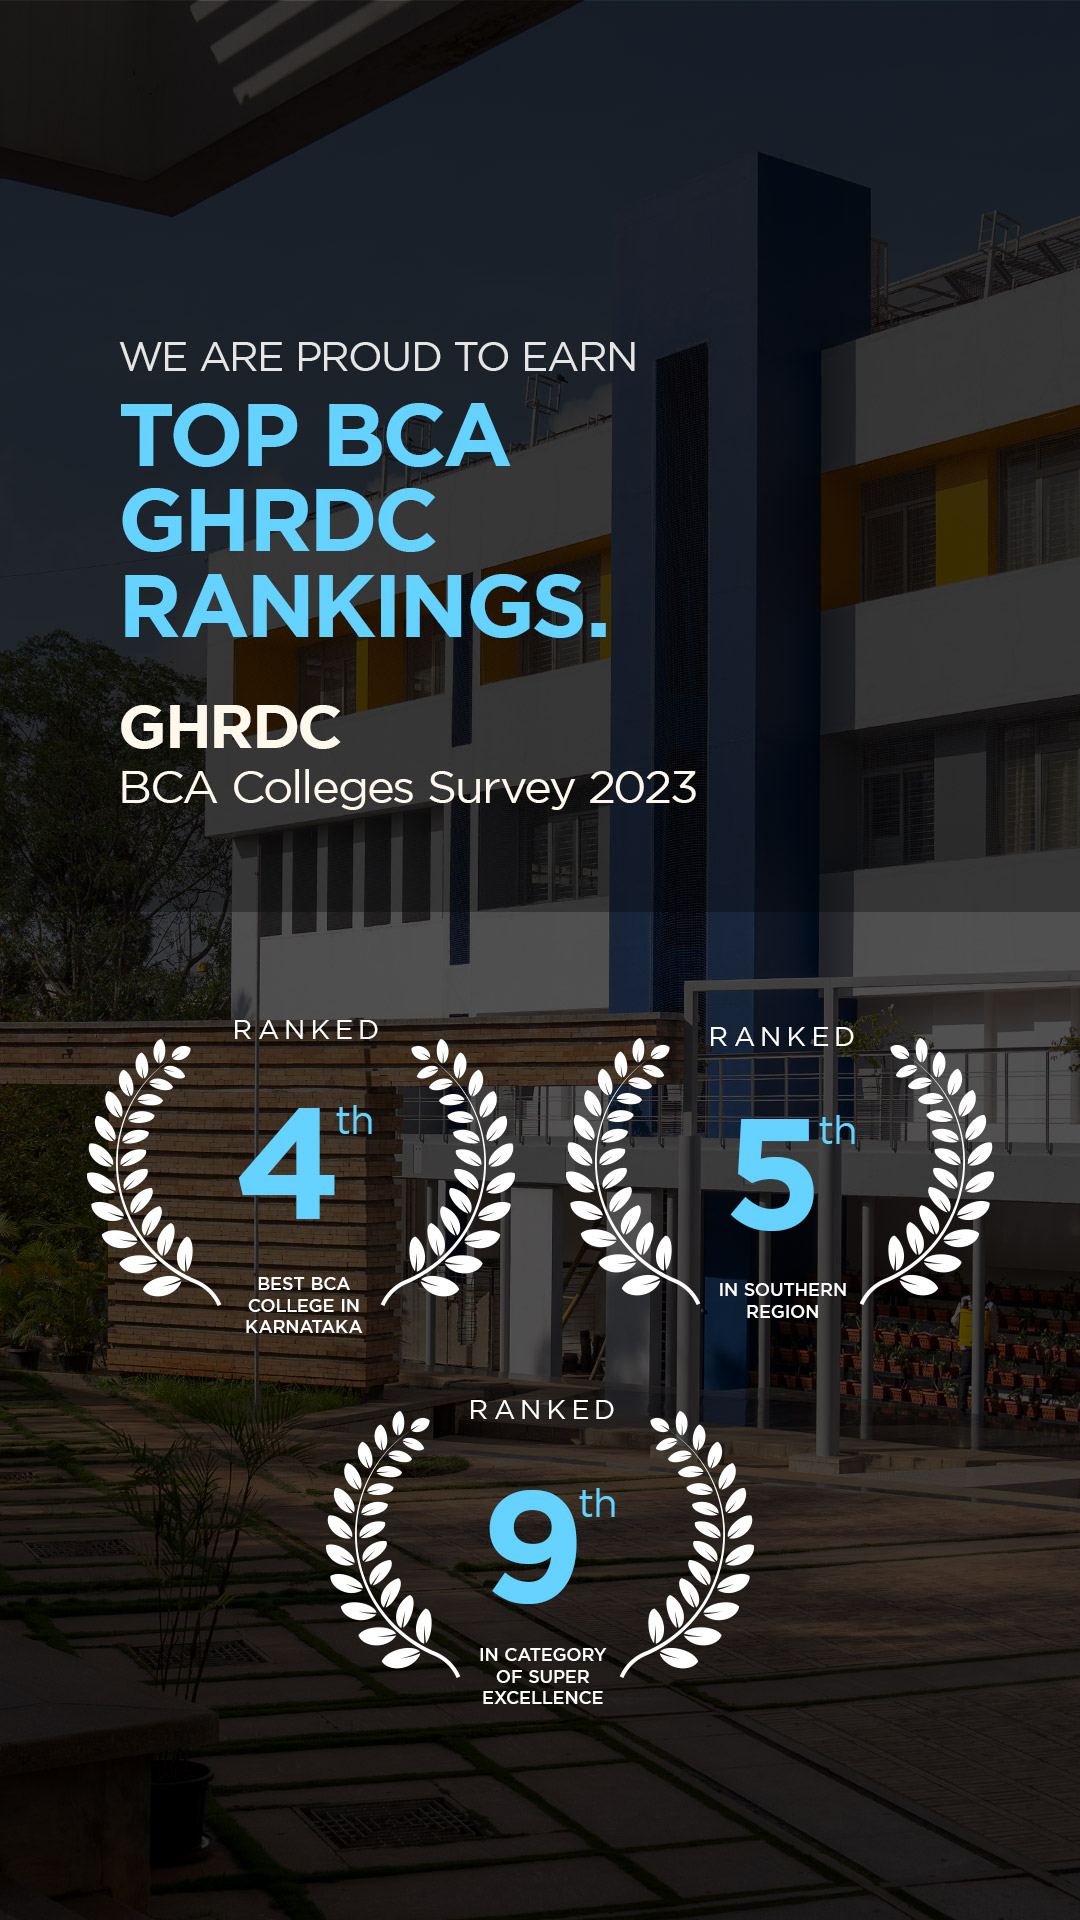 WE ARE PROUD TO EARN
TOP BCA
GHRDC
RANKINGS.
GHRDC
BCA Colleges Survey 2023
RANKED
4th
BEST BCA
COLLEGE IN
KARNATAKA
RANKED
5th
IN SOUTHERN
REGION
RANKED
9th
IN CATEGORY
OF SUPER
EXCELLENCE